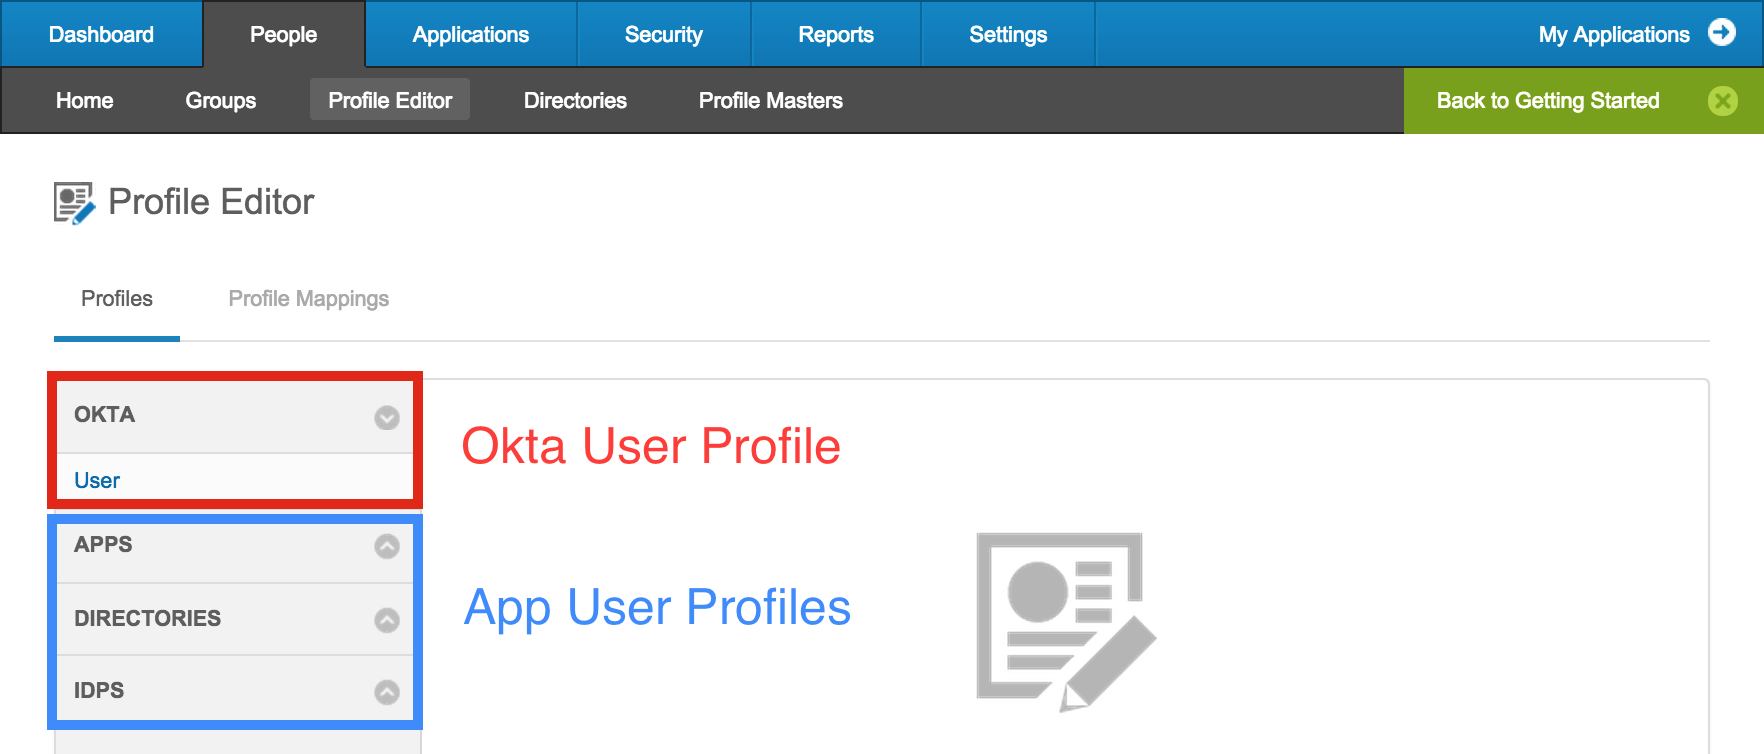 Dashboard People Applications Security Reports Settings My Applications
Home Groups Profile Editor Directories Profile Masters Back to Getting Started
Profile Editor
Profiles Profile Mappings
OKTA
Okta User Profile
User
APPS
App User Profiles
DIRECTORIES
IDPS